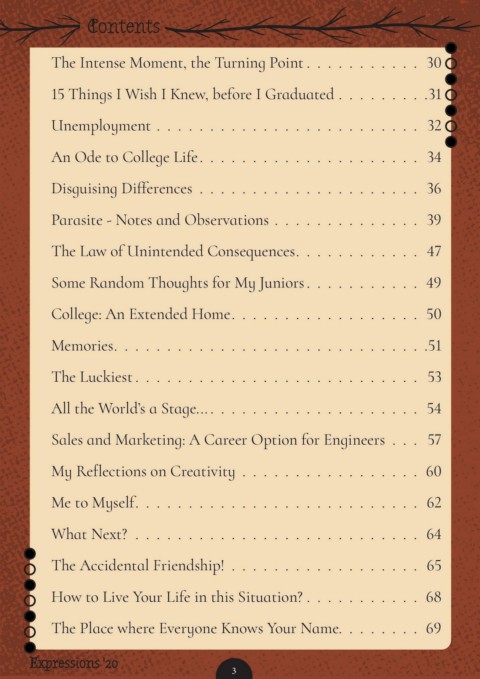 Contents
The Intense Moment, the Turning Point . . . . . . . . . . . 30
15 Things I Wish I Knew, before I Graduated . . . . . . . .31
Unemployment . . . . . . . . . . . . . . . . . . . 32
An Ode to College Life. . . . . . . . . . . . . . . . 34
Disguising Differences . . . . . . . . . . . . . . . . 36
Parasite - Notes and Observations . . . . . . . . . . . 39
The Law of Unintended Consequences. . . . . . . . . . 47
Some Random Thoughts for My Juniors . . . . . . . . . 49
College: An Extended Home. . . . . . . . . . . . . . 50
Memories. . . . . . . . . . . . . . . . . . . . . .51
The Luckiest . . . . . . . . . . . . . . . . . . . . 53
All the World's a Stage... . . . . . . . . . . . . . . . 54
Sales and Marketing: A Career Option for Engineers . . . 57
My Reflections on Creativity . . . . . . . . . . . . . 60
Me to Myself. . . . . . . . . . . . . . . . . . . . 62
What Next? . . . . . . . . . . . . . . . . . . . . 64
The Accidental Friendship! . . . . . . . . . . . . . . 65
How to Live Your Life in this Situation? . . . . . . . . . 68
The Place where Everyone Knows Your Name. . . . . . . 69
Expressions '20
3